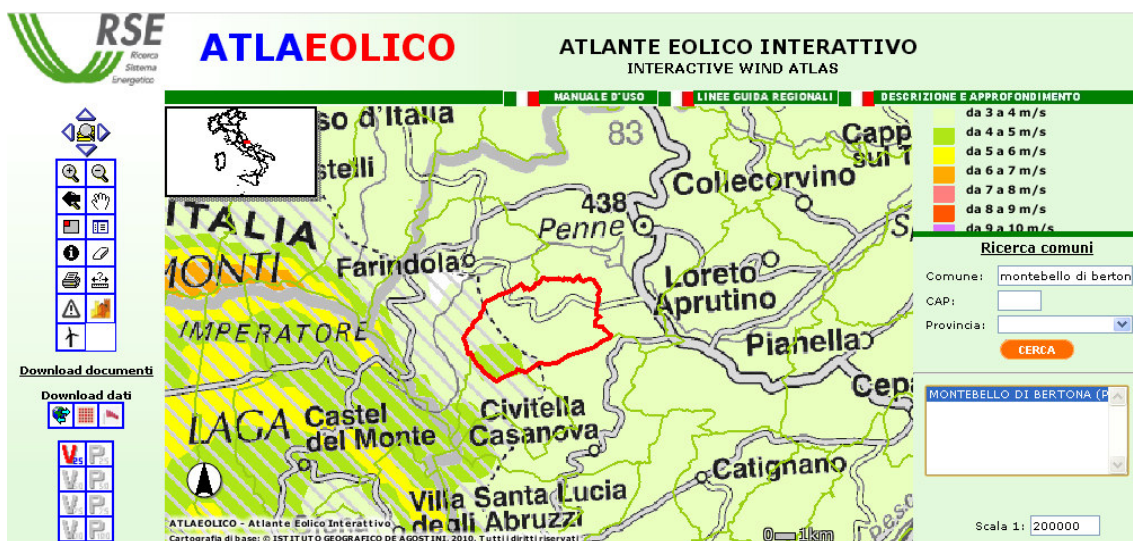 RSE
Ricerca
Sistema
Energetico
ATLAEOLICO
ATLANTE EOLICO INTERATTIVO
INTERACTIVE WIND ATLAS
MANUALE D'USO
LINEE GUIDA REGIONALI
DESCRIZIONE E APPROFONDIMENTO
Download documenti
Download dati
V25
so d'Italia
stelli
83
Capp
sul T
Collecorvino
438
Penne
ITALIA
MONTI
Farindola
Loreto
Aprutino
IMPERATORE
Pianella
LAGA
Castel
del Monte
Civitella
Casanova
Cep
Catignano
Villa Santa Lucia
degli Abruzzi
ATLAEOLICO - Atlante Eolico Interattivo
Cartografia di base: © ISTITUTO GEOGRAFICO DE AGOSTINI, 2010. Tutti i diritti riservati
0 1km
da 3 a 4 m/s
da 4 a 5 m/s
da 5 a 6 m/s
da 6 a 7 m/s
da 7 a 8 m/s
da 8 a 9 m/s
da 9 a 10 m/s
Ricerca comuni
Comune: montebello di berton
CAP:
Provincia:
CERCA
MONTEBELLO DI BERTONA (P
Scala 1: 200000